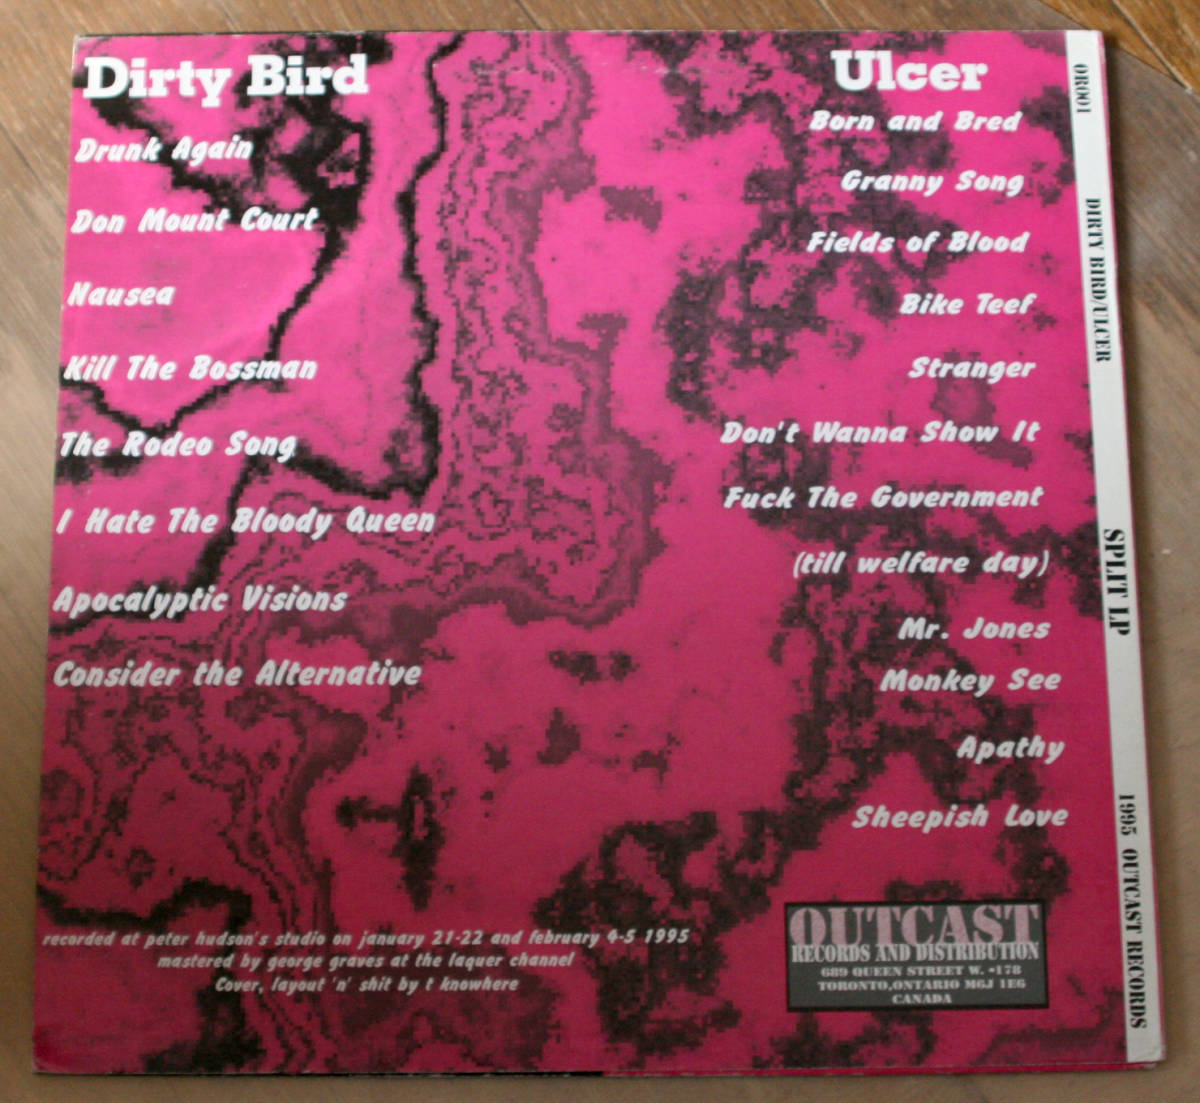 Dirty Bird
Drunk Again
Don Mount Court
Nausea
Kill The Bossman
The Rodeo Song
I Hate The Bloody Queen
Apocalyptic Visions
Consider the Alternative
Ulcer
Born and Bred
Granny Song
Fields of Blood
Bike Teef
Stranger
Don't Wanna Show It
Fuck The Government
(till welfare day)
Mr. Jones
Monkey See
Apathy
Sheepish Love
recorded at peter hudson's studio on january 21-22 and february 4-5 1995
mastered by george graves at the laquer channel
Cover, layout 'n' shit by t knowhere
OUTCAST
RECORDS AND DISTRIBUTION
689 QUEEN STREET W. •178
TORONTO,ONTARIO M6J 1E6
CANADA
OR001 DIRTY BIRD/ULCER SPLIT LP 1995 OUTCAST RECORDS